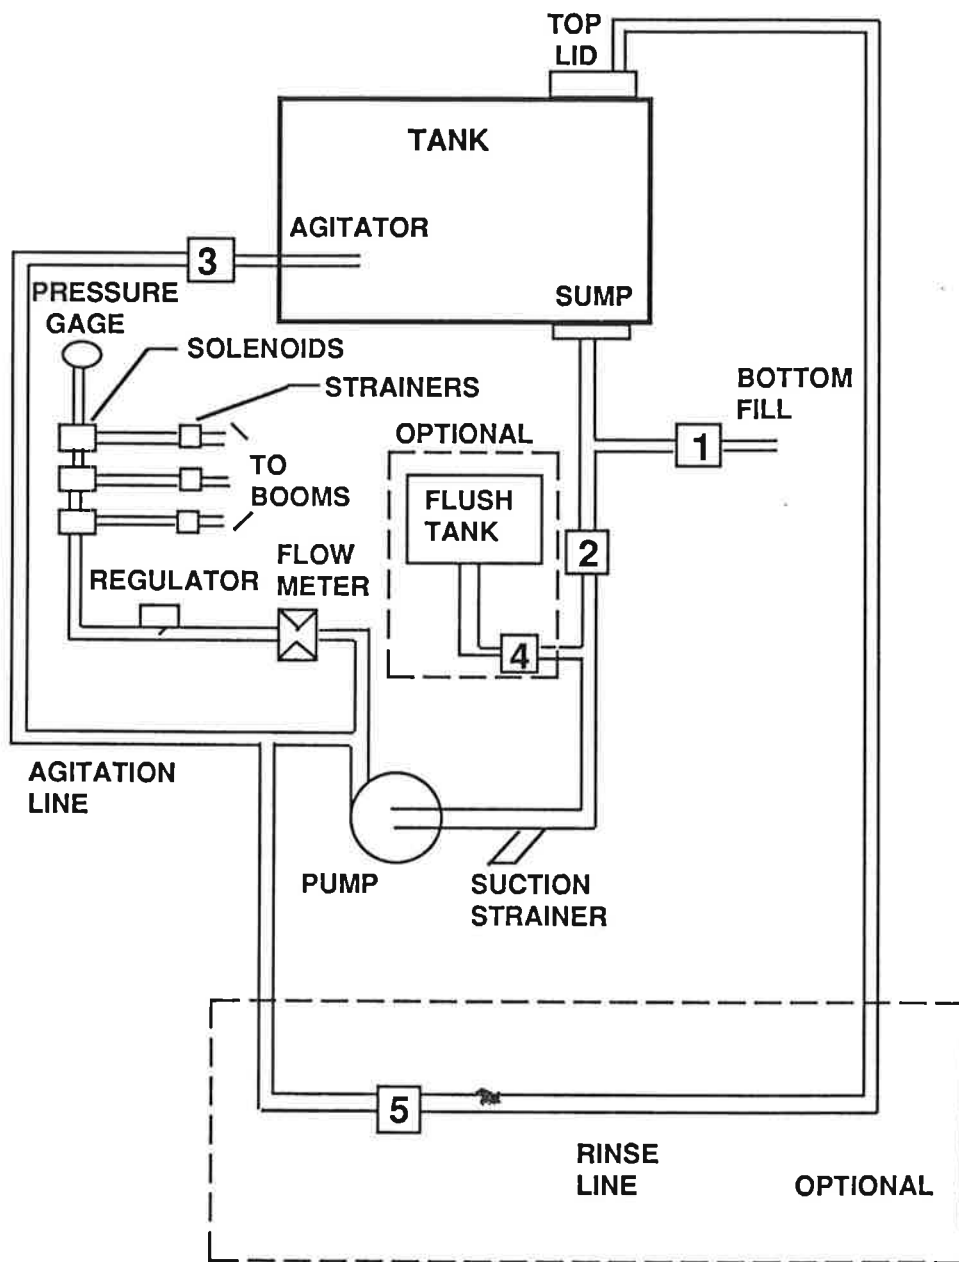 TOP
LID
TANK
AGITATOR
3
PRESSURE
GAGE
SUMP
SOLENOIDS
STRAINERS
BOTTOM
FILL
OPTIONAL
1
TO
BOOMS
FLUSH
TANK
2
FLOW
METER
REGULATOR
4
AGITATION
LINE
PUMP
SUCTION
STRAINER
5
RINSE
LINE
OPTIONAL